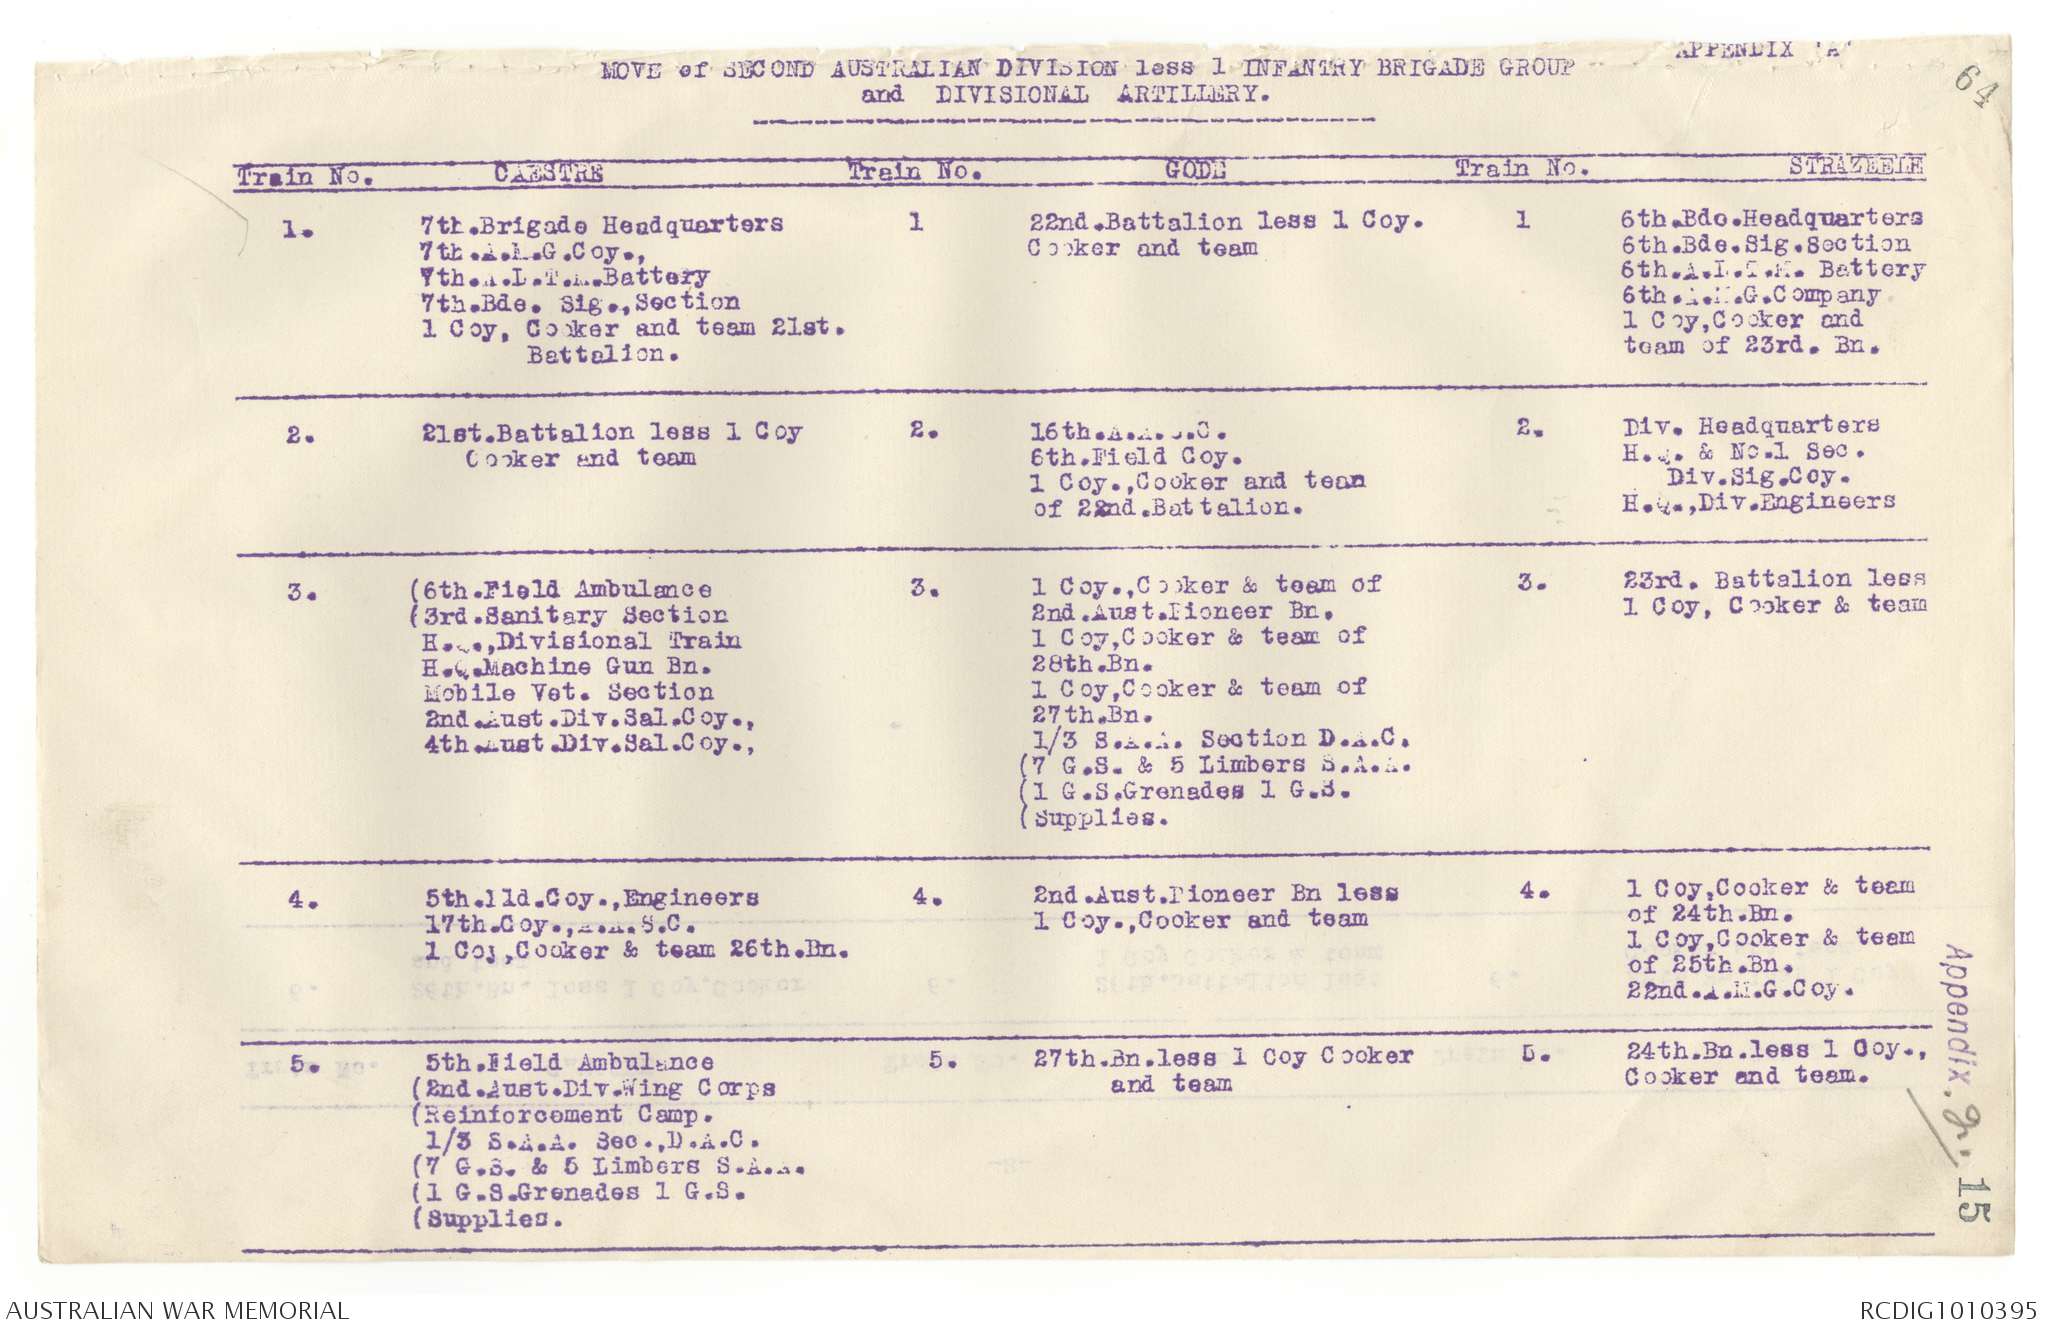 APPENDIX 'A'
64
MOVE of SECOND AUSTRALIAN DIVISION less 1 INFANTRY BRIGADE GROUP
and DIVISIONAL ARTILLERY.
Train No. CAESTRE Train No. GODE Train No. STRAZEELE
1.
7th.Brigade Headquarters
7th.A.M.G.Coy.,
7th.A.L.T.M.Battery
7th.Bde. Sig.,Section
1 Coy, Cooker and team 21st.
Battalion.
1
22nd.Battalion less 1 Coy.
Cooker and team
1
6th.Bde.Headquarters
6th.Bde.Sig.Section
6th.A.L.T.M. Battery
6th.A.M.G.Company
1 Coy,Cooker and
team of 23rd. Bn.
2.
21st.Battalion less 1 Coy
Cooker and team
2.
16th.A.A.S.C.
6th.Field Coy.
1 Coy.,Cooker and team
of 22nd.Battalion.
2.
Div. Headquarters
H.Q. & No.1 Sec.
Div.Sig.Coy.
H.Q.,Div.Engineers
3.
(6th.Field Ambulance
(3rd.Sanitary Section
H.Q.,Divisional Train
H.Q.Machine Gun Bn.
Mobile Vet. Section
2nd.Aust.Div.Sal.Coy.,
4th.Aust.Div.Sal.Coy.,
3.
1 Coy.,Cooker & team of
2nd.Aust.Pioneer Bn.
1 Coy,Cooker & team of
28th.Bn.
1 Coy,Cooker & team of
27th.Bn.
1/3 S.A.A. Section D.A.C.
(7 G.S. & 5 Limbers S.A.A.
(1 G.S.Grenades 1 G.S.
(Supplies.
3.
23rd. Battalion less
1 Coy, Cooker & team
4.
5th.Fld.Coy.,Engineers
17th.Coy.,A.A.S.C.
1 Coy,Cooker & team 26th.Bn.
4.
2nd.Aust.Pioneer Bn less
1 Coy.,Cooker and team
4.
1 Coy,Cooker & team
of 24th.Bn.
1 Coy,Cooker & team
of 25th.Bn.
22nd.A.M.G.Coy.
5.
5th.Field Ambulance
(2nd.Aust.Div.Wing Corps
(Reinforcement Camp.
1/3 S.A.A. Sec.,D.A.C.
(7 G.S. & 5 Limbers S.A.A.
(1 G.S.Grenades 1 G.S.
(Supplies.
5.
27th.Bn.less 1 Coy Cooker
and team
5.
24th.Bn.less 1 Coy.,
Cooker and team.
Appendix. 15
AUSTRALIAN WAR MEMORIAL
RCDIG1010395